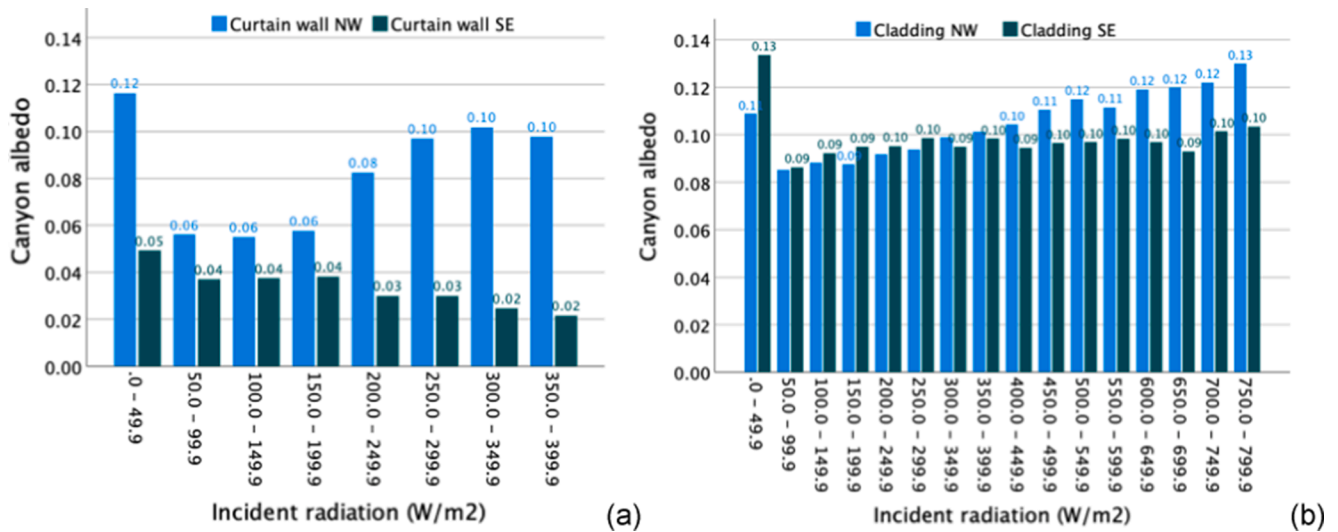 Curtain wall NW Curtain wall SE
Canyon albedo
0.14
0.12
0.10
0.08
0.06
0.04
0.02
0.00
0.12 0.05 0.06 0.04 0.06 0.04 0.06 0.04 0.08 0.03 0.10 0.03 0.10 0.02 0.10 0.02
.0 – 49.9
50.0 – 99.9
100.0 – 149.9
150.0 – 199.9
200.0 – 249.9
250.0 – 299.9
300.0 – 349.9
350.0 – 399.9
Incident radiation (W/m2)
(a)
Cladding NW Cladding SE
Canyon albedo
0.14
0.12
0.10
0.08
0.06
0.04
0.02
0.00
0.11 0.13 0.09 0.09 0.09 0.09 0.10 0.10 0.09 0.10 0.10 0.09 0.11 0.10 0.12 0.10 0.11 0.10 0.12 0.10 0.12 0.09 0.12 0.10 0.13 0.10
.0 – 49.9
50.0 – 99.9
100.0 – 149.9
150.0 – 199.9
200.0 – 249.9
250.0 – 299.9
300.0 – 349.9
350.0 – 399.9
400.0 – 449.9
450.0 – 499.9
500.0 – 549.9
550.0 – 599.9
600.0 – 649.9
650.0 – 699.9
700.0 – 749.9
750.0 – 799.9
Incident radiation (W/m2)
(b)